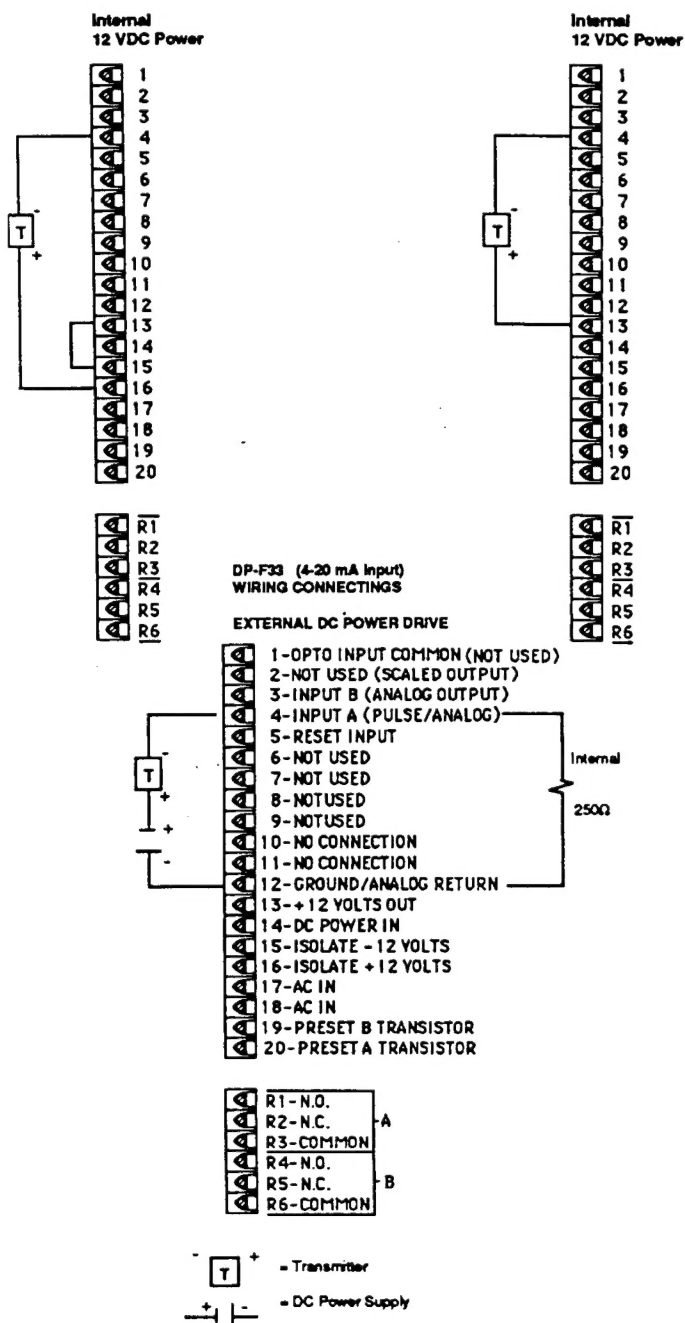 Internal
12 VDC Power
1
2
3
4
5
6
7
8
9
10
11
12
13
14
15
16
17
18
19
20
R1
R2
R3
R4
R5
R6
-
T
+
Internal
12 VDC Power
1
2
3
4
5
6
7
8
9
10
11
12
13
14
15
16
17
18
19
20
R1
R2
R3
R4
R5
R6
-
T
+
DP-F33 (4-20 mA Input)
WIRING CONNECTINGS
EXTERNAL DC POWER DRIVE
1-OPTO INPUT COMMON (NOT USED)
2-NOT USED (SCALED OUTPUT)
3-INPUT B (ANALOG OUTPUT)
4-INPUT A (PULSE/ANALOG)
5-RESET INPUT
6-NOT USED
7-NOT USED
8-NOTUSED
9-NOTUSED
10-NO CONNECTION
11-NO CONNECTION
12-GROUND/ANALOG RETURN
13-+12 VOLTS OUT
14-DC POWER IN
15-ISOLATE -12 VOLTS
16-ISOLATE +12 VOLTS
17-AC IN
18-AC IN
19-PRESET B TRANSISTOR
20-PRESET A TRANSISTOR
-
T
+
+
-
Internal
250Ω
R1-N.O.
R2-N.C.
R3-COMMON
A
R4-N.O.
R5-N.C.
R6-COMMON
B
- T + = Transmitter
+ - = DC Power Supply